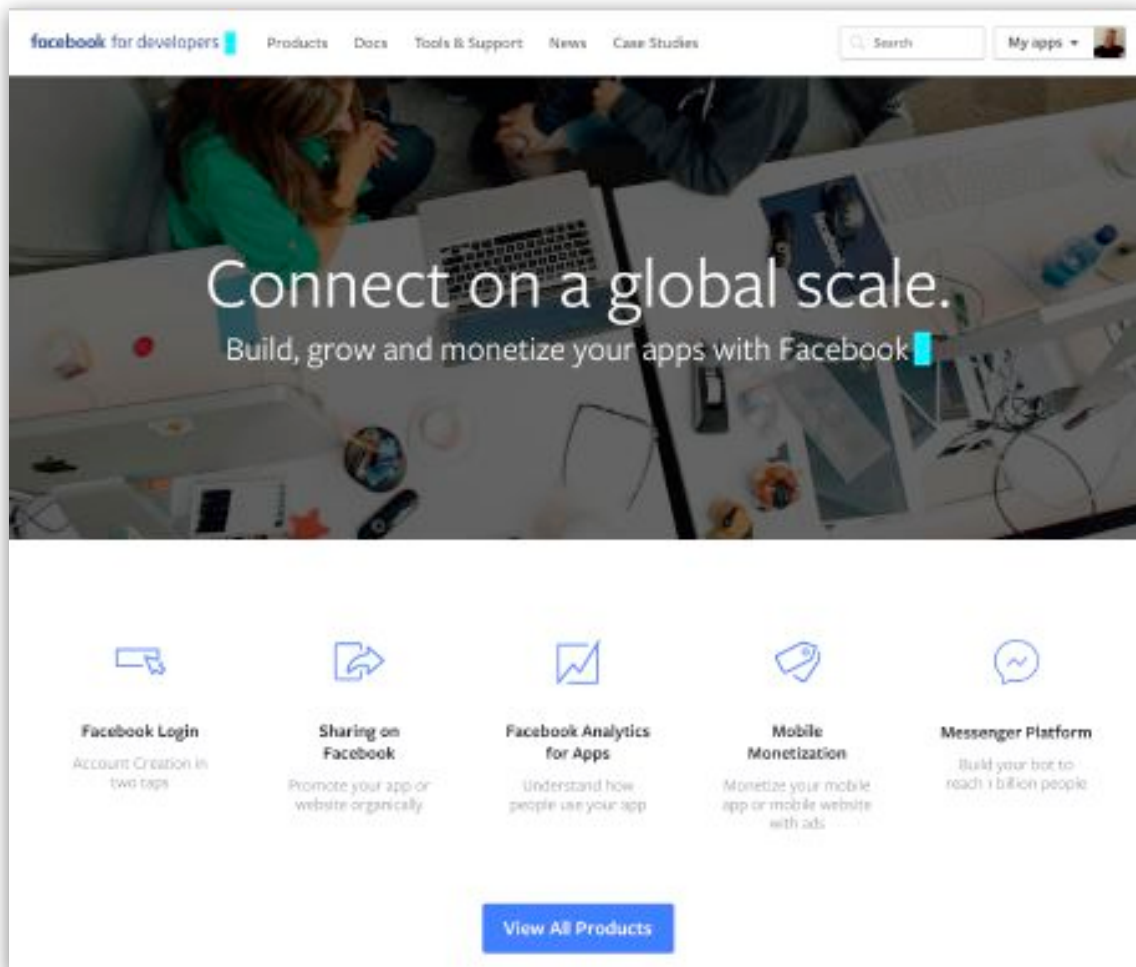 facebook for developers
Products Docs Tools & Support News Case Studies
Search
My apps
Connect on a global scale.
Build, grow and monetize your apps with Facebook
Facebook Login
Account Creation in
two taps
Sharing on
Facebook
Promote your app or
website organically
Facebook Analytics
for Apps
Understand how
people use your app
Mobile
Monetization
Monetize your mobile
app or mobile website
with ads
Messenger Platform
Build your bot to
reach 1 billion people
View All Products